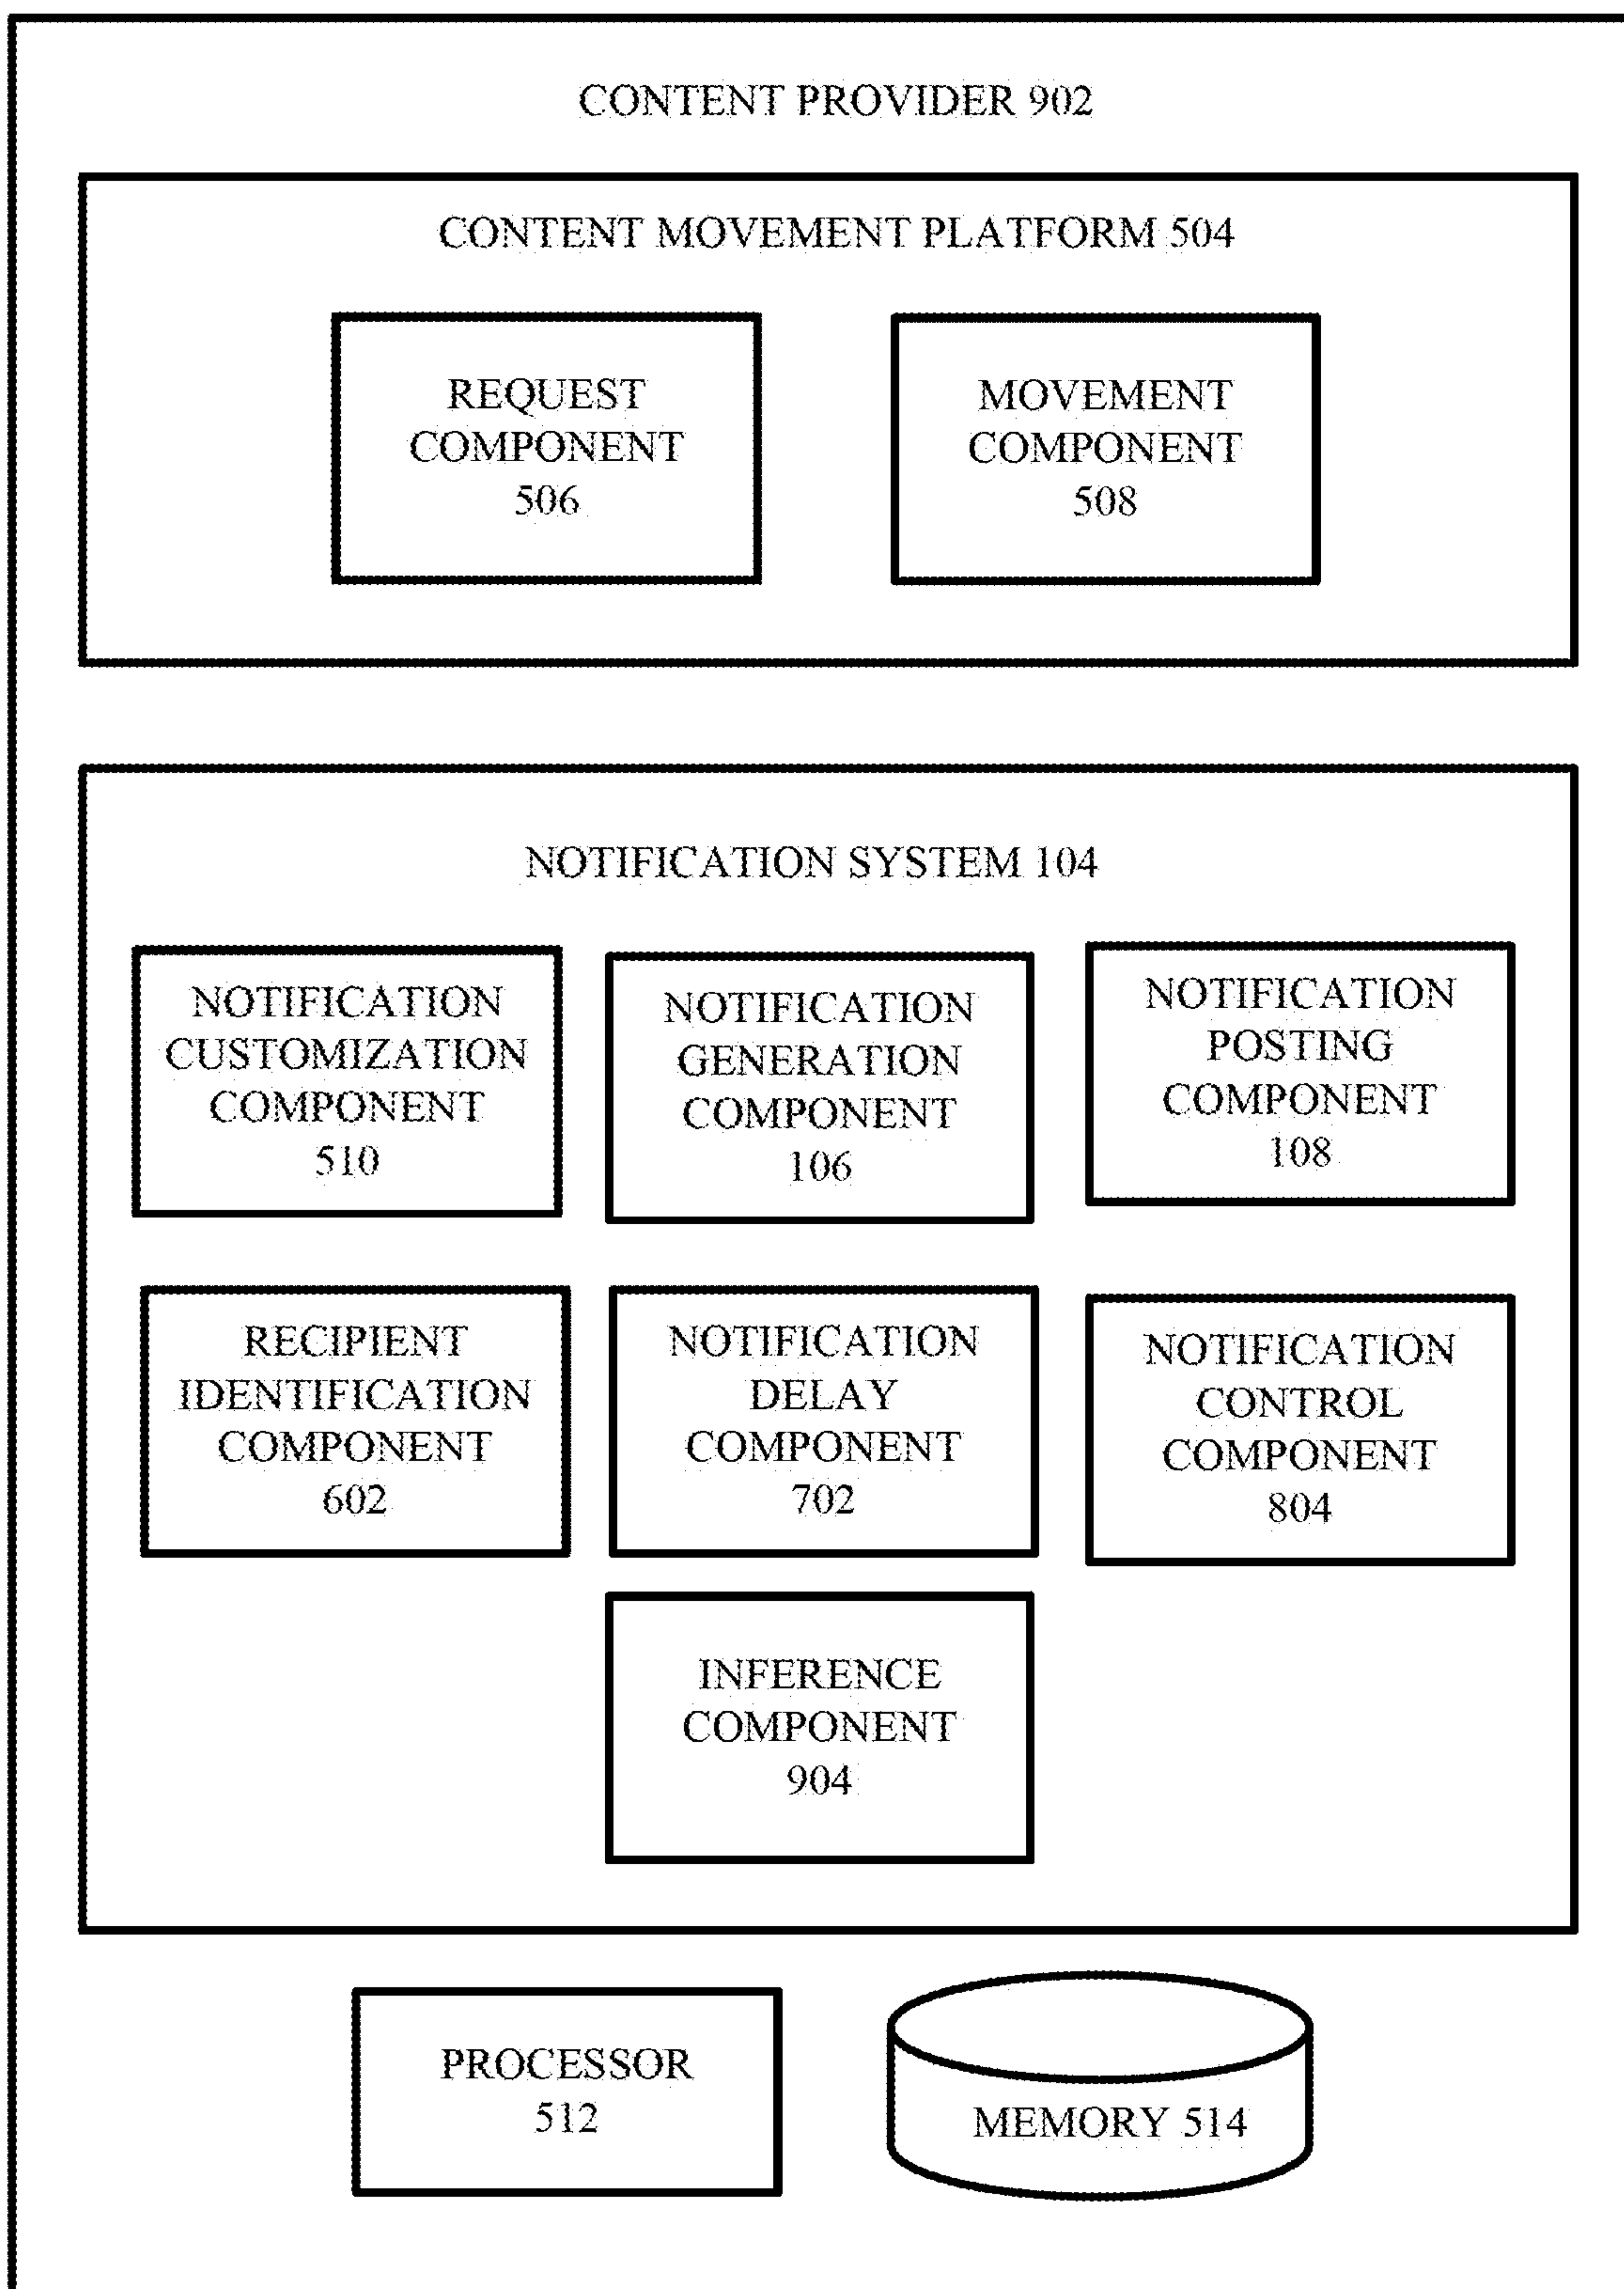 CONTENT PROVIDER 902
CONTENT MOVEMENT PLATFORM 504
REQUEST
COMPONENT
506
MOVEMENT
COMPONENT
508
NOTIFICATION SYSTEM 104
NOTIFICATION
CUSTOMIZATION
COMPONENT
510
NOTIFICATION
GENERATION
COMPONENT
106
NOTIFICATION
POSTING
COMPONENT
108
RECIPIENT
IDENTIFICATION
COMPONENT
602
NOTIFICATION
DELAY
COMPONENT
702
NOTIFICATION
CONTROL
COMPONENT
804
INFERENCE
COMPONENT
904
PROCESSOR
512
MEMORY 514